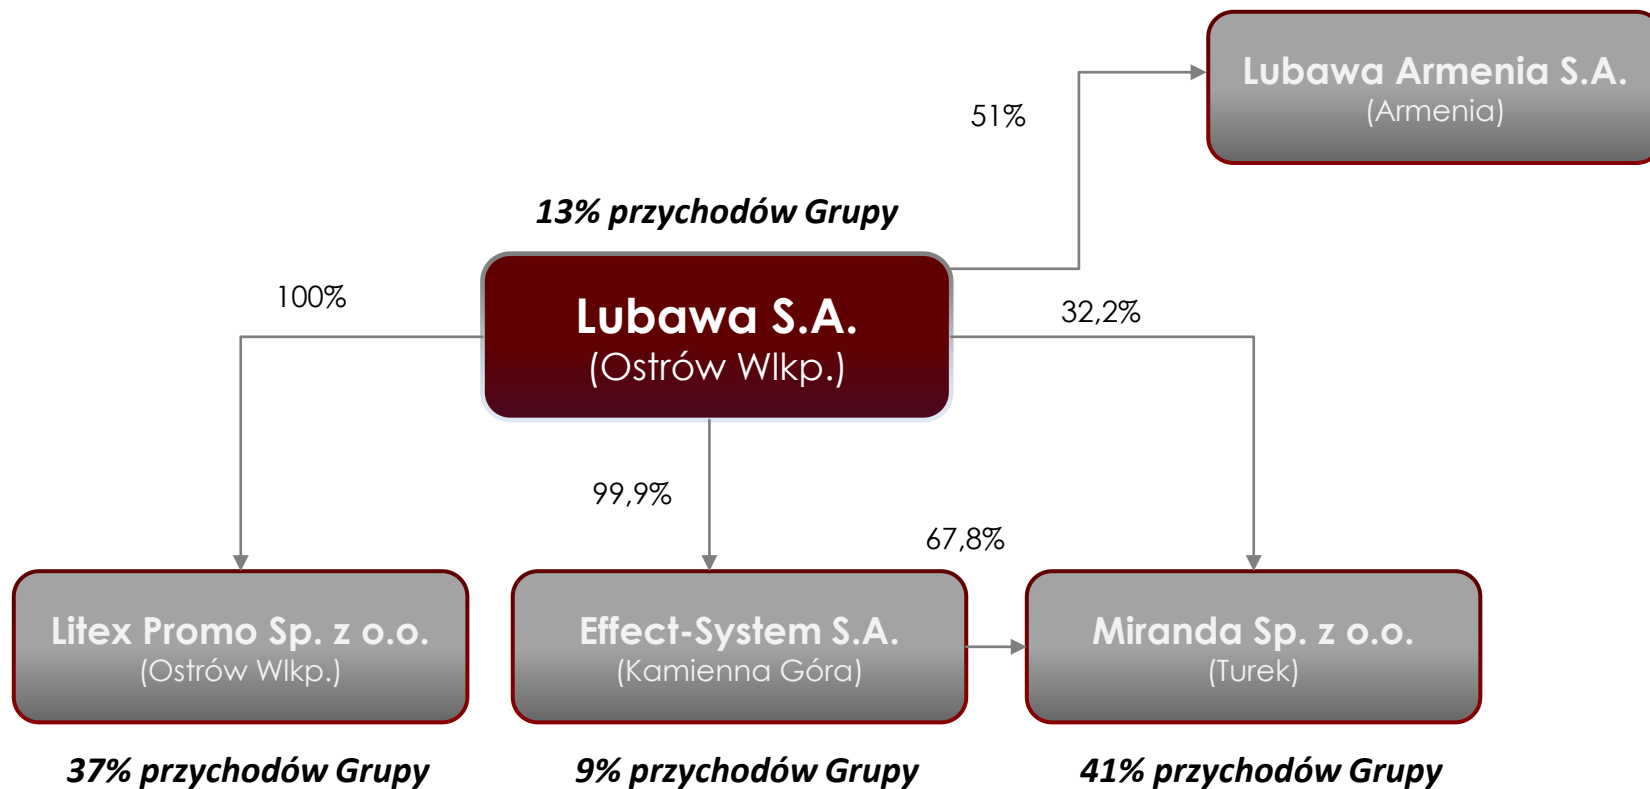 Lubawa Armenia S.A.
(Armenia)
51%
13% przychodów Grupy
100%
Lubawa S.A.
(Ostrów Wlkp.)
32,2%
99,9%
67,8%
Litex Promo Sp. z o.o.
(Ostrów Wlkp.)
Effect-System S.A.
(Kamienna Góra)
Miranda Sp. z o.o.
(Turek)
37% przychodów Grupy
9% przychodów Grupy
41% przychodów Grupy